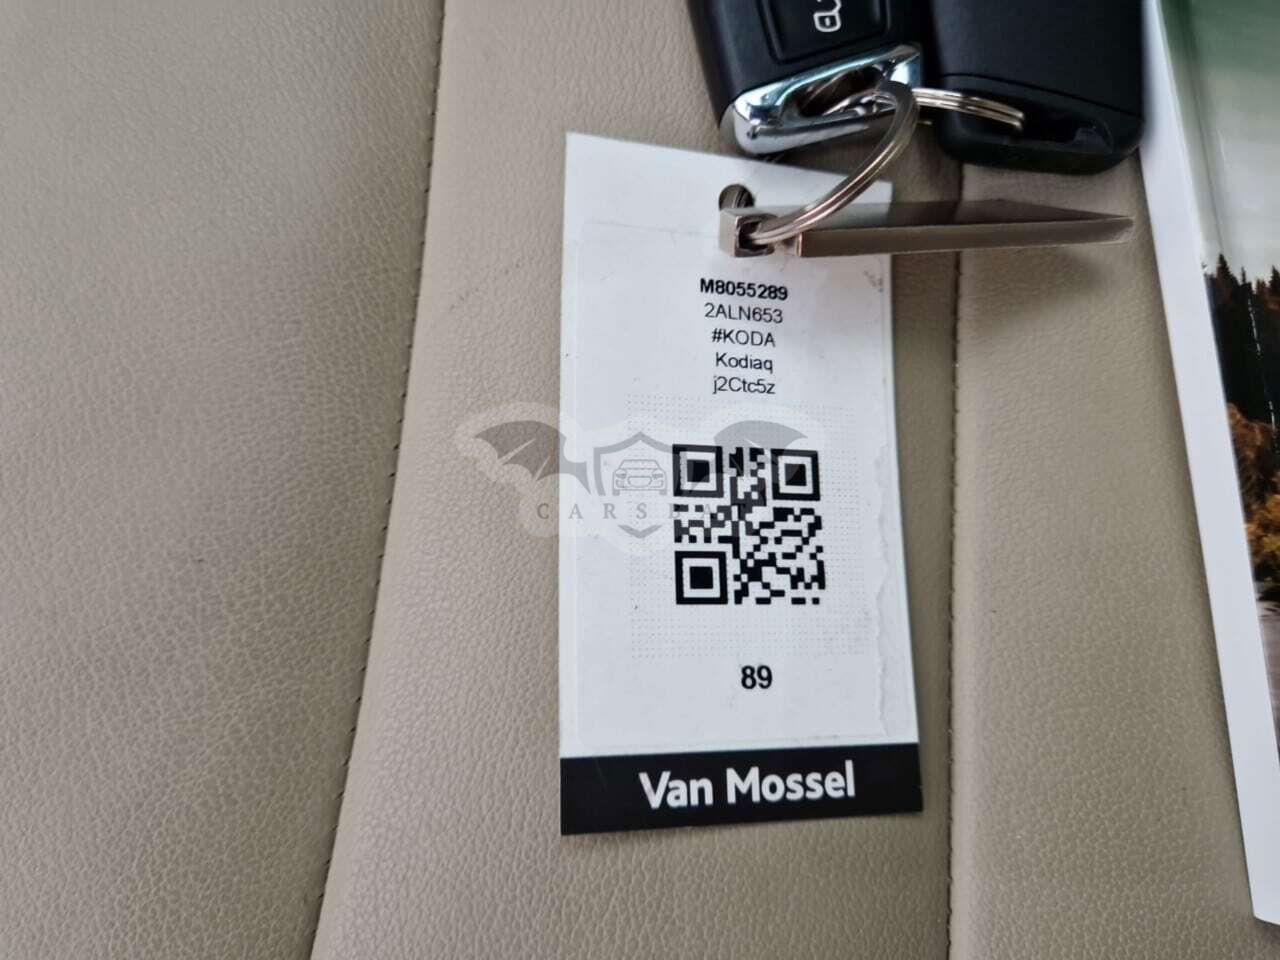 M8055289
2ALN653
#KODA
Kodiaq
j2Ctc5z
89
Van Mossel